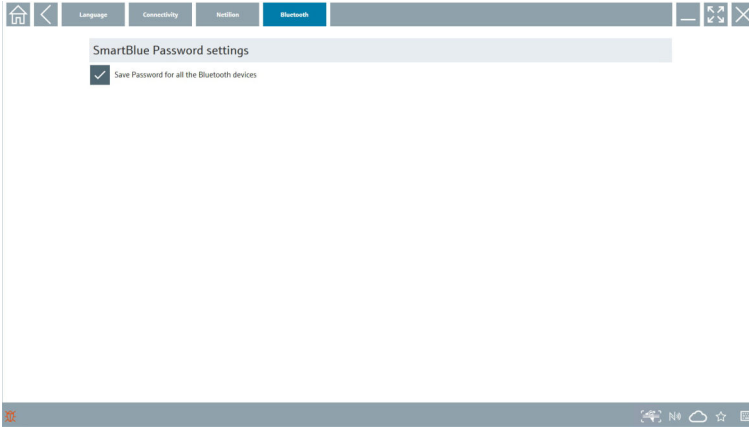 Language Connectivity Netilion Bluetooth
SmartBlue Password settings
Save Password for all the Bluetooth devices